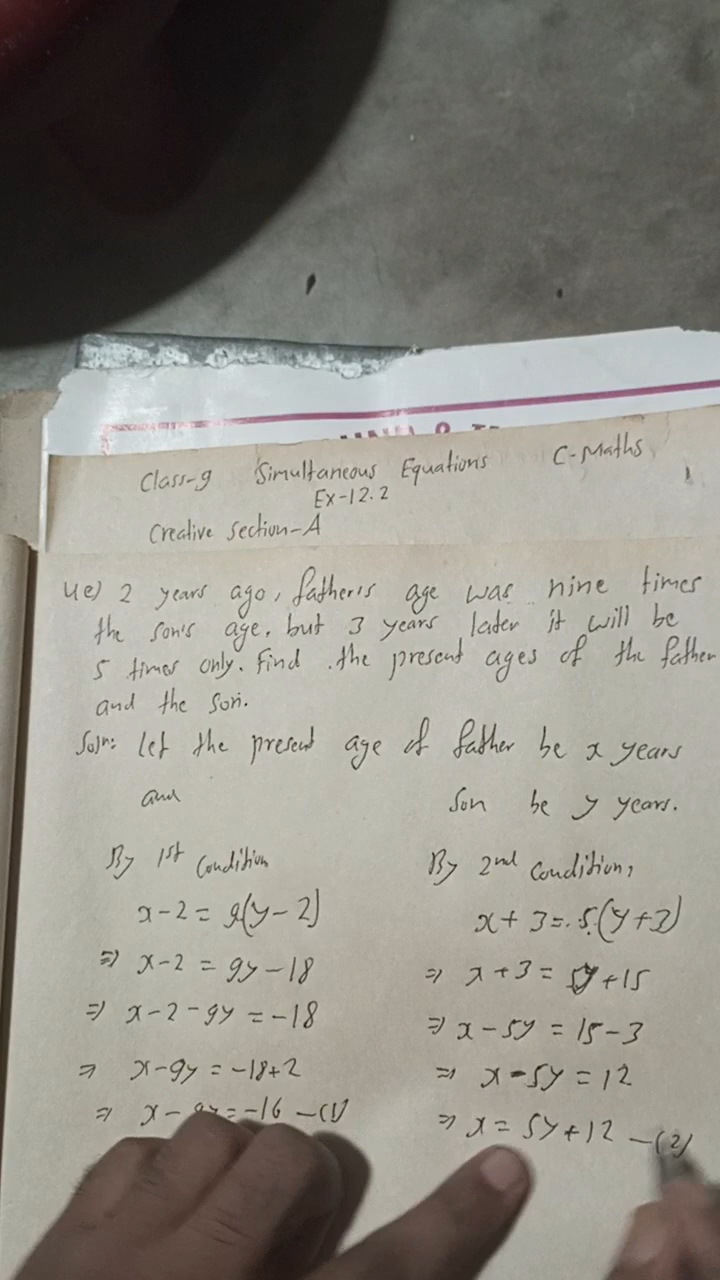 Class-9 Simultaneous Equations C-Maths
Ex-12.2
Creative Section-A
4e) 2 years ago, father's age was nine times
the son's age, but 3 years later it will be
5 times only. Find the present ages of the father
and the son.
Soln: let the present age of father be x years
and son be y years.
By 1st Condition
x-2 = 9(y-2)
⇒ x-2 = 9y-18
⇒ x-2-9y = -18
⇒ x-9y = -18+2
⇒ x-9y = -16 -(1)
By 2nd Condition,
x+3 = 5(y+3)
⇒ x+3 = 5y+15
⇒ x-5y = 15-3
⇒ x-5y = 12
⇒ x = 5y+12 -(2)